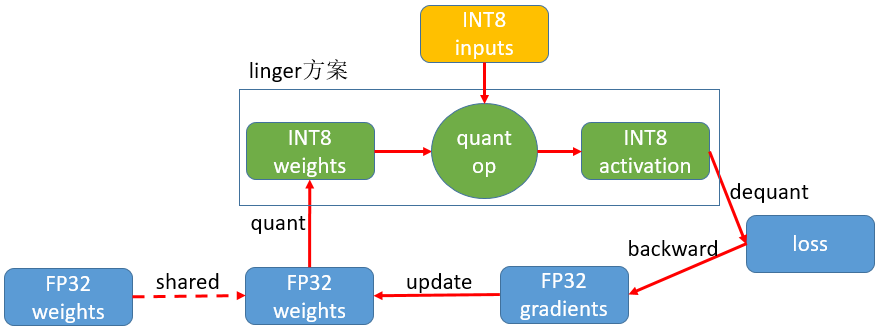 INT8
inputs
linger方案
INT8
weights
quant
op
INT8
activation
dequant
quant
backward
loss
FP32
weights
shared
FP32
weights
update
FP32
gradients